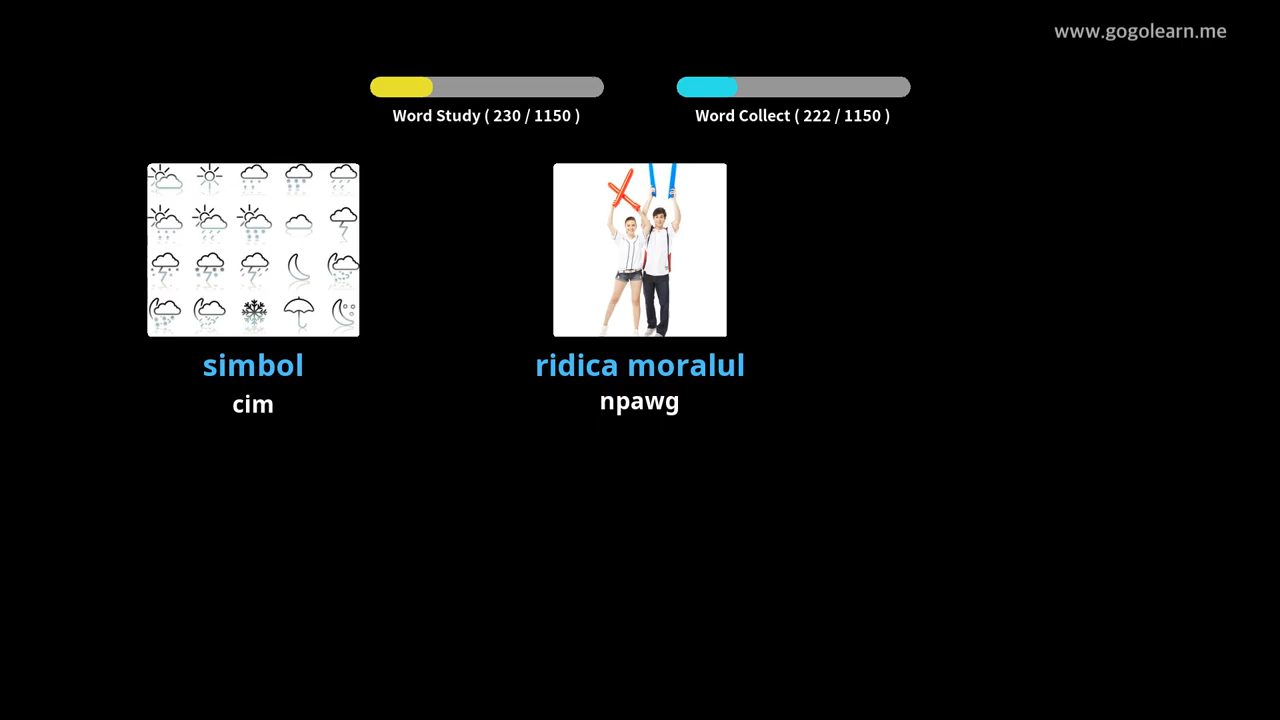 www.gogolearn.me
Word Study ( 230 / 1150 )
Word Collect ( 222 / 1150 )
simbol
cim
ridica moralul
npawg